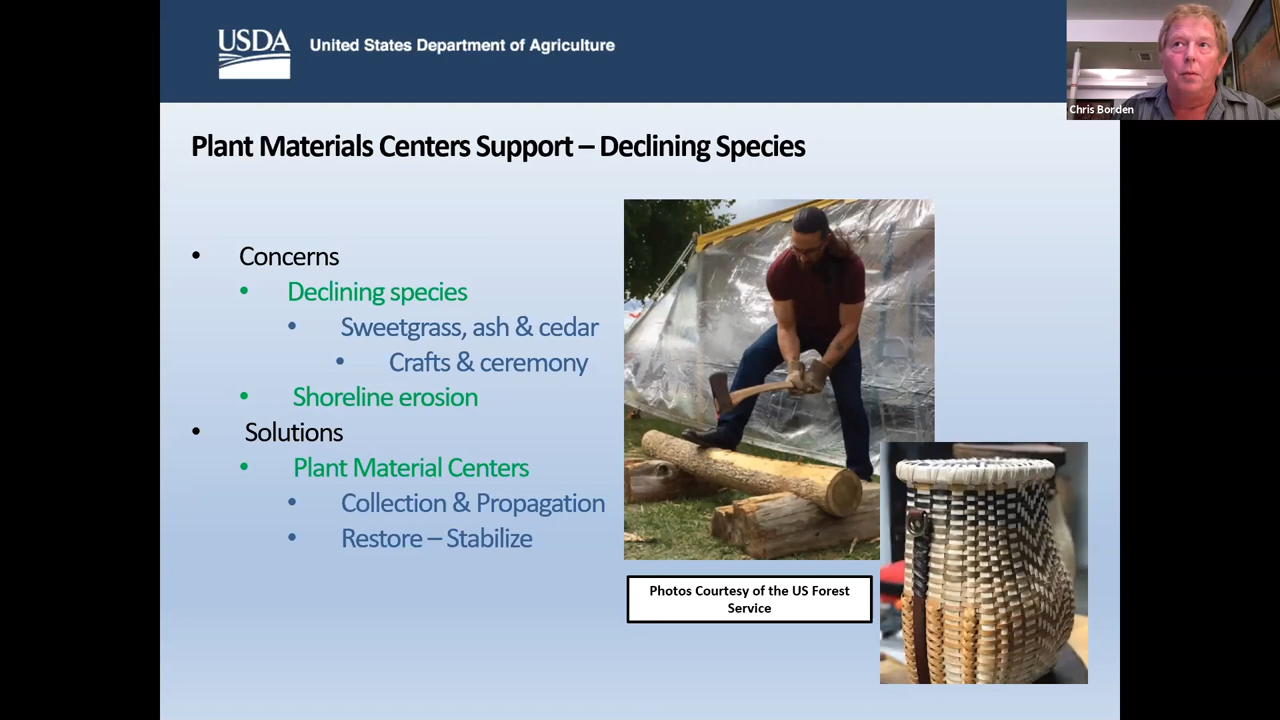 USDA
United States Department of Agriculture
Chris Borden
Plant Materials Centers Support – Declining Species
• Concerns
• Declining species
• Sweetgrass, ash & cedar
• Crafts & ceremony
• Shoreline erosion
• Solutions
• Plant Material Centers
• Collection & Propagation
• Restore – Stabilize
Photos Courtesy of the US Forest
Service